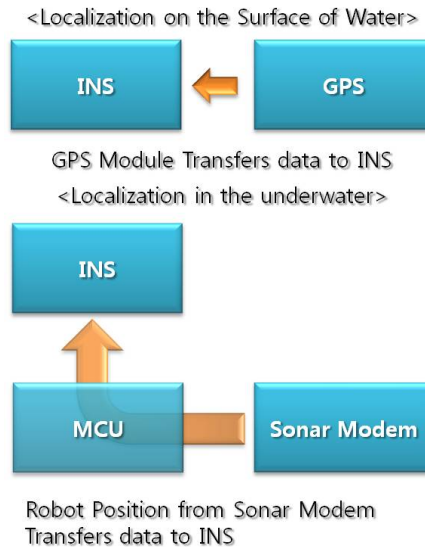 <Localization on the Surface of Water>
INS
GPS
GPS Module Transfers data to INS
<Localization in the underwater>
INS
MCU
Sonar Modem
Robot Position from Sonar Modem
Transfers data to INS